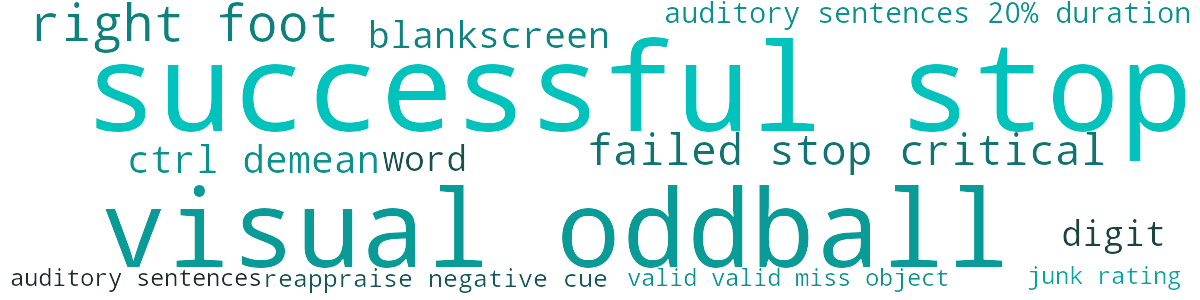 right foot
blankscreen
auditory sentences 20% duration
successful stop
ctrl demean
word
failed stop critical
visual oddball
digit
auditory sentences
reappraise negative cue
valid valid miss object
junk rating